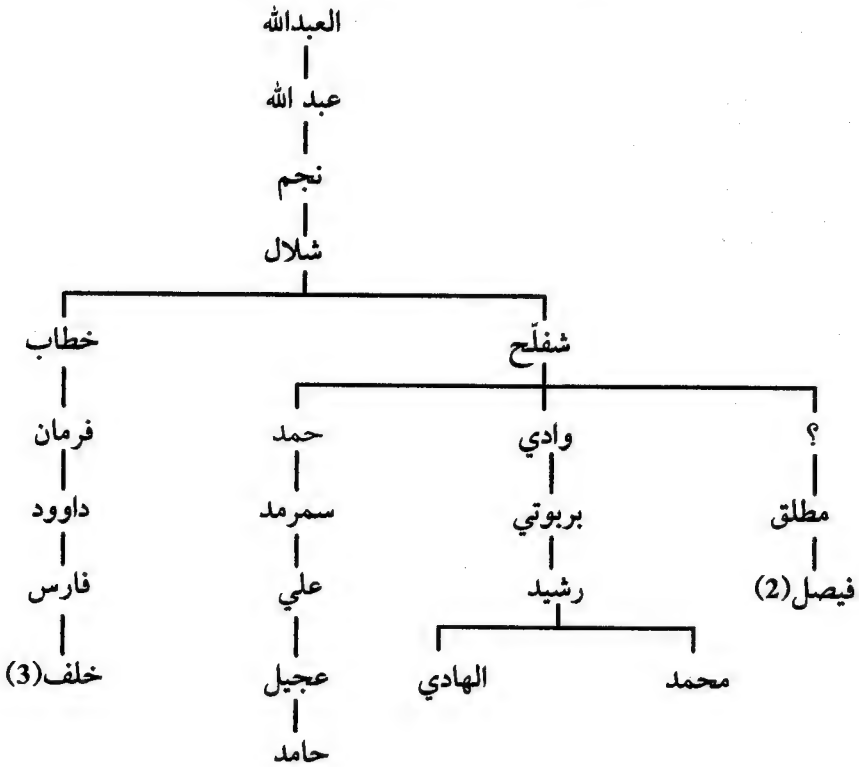 العبدالله
عبد الله
نجم
شلال
شفلّح خطاب
؟ وادي حمد فرمان
مطلق بربوتي سمرمد داوود
فيصل(2) رشيد علي فارس
محمد الهادي عجيل خلف(3)
حامد